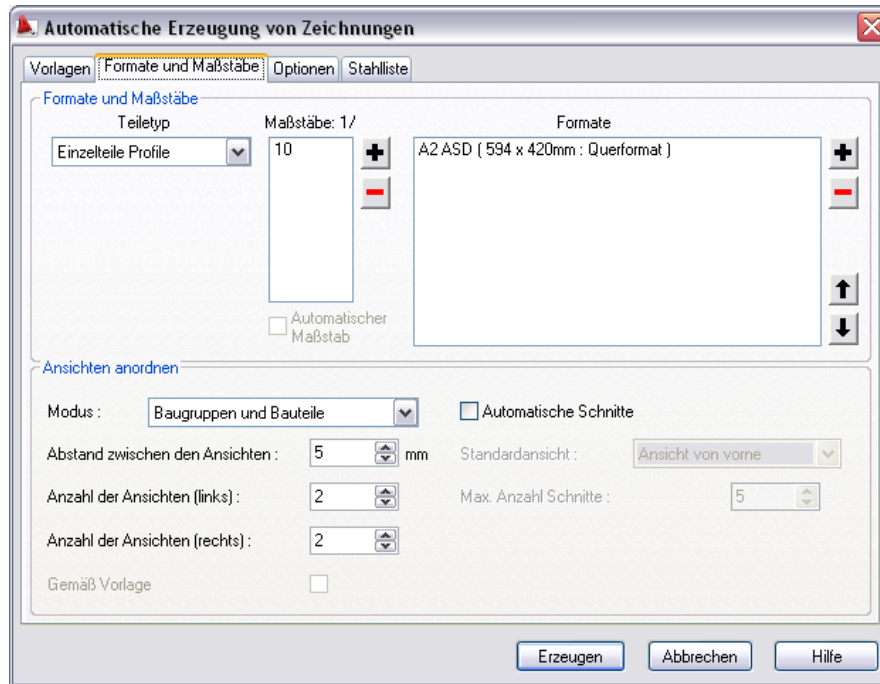 Automatische Erzeugung von Zeichnungen
Vorlagen Formate und Maßstäbe Optionen Stahlliste
Formate und Maßstäbe
Teiletyp Maßstäbe: 1/ Formate
Einzelteile Profile 10 A2 ASD ( 594 x 420mm : Querformat )
Automatischer
Maßstab
Ansichten anordnen
Modus : Baugruppen und Bauteile Automatische Schnitte
Abstand zwischen den Ansichten : 5 mm Standardansicht : Ansicht von vorne
Anzahl der Ansichten (links) : 2 Max. Anzahl Schnitte : 5
Anzahl der Ansichten (rechts) : 2
Gemäß Vorlage
Erzeugen Abbrechen Hilfe